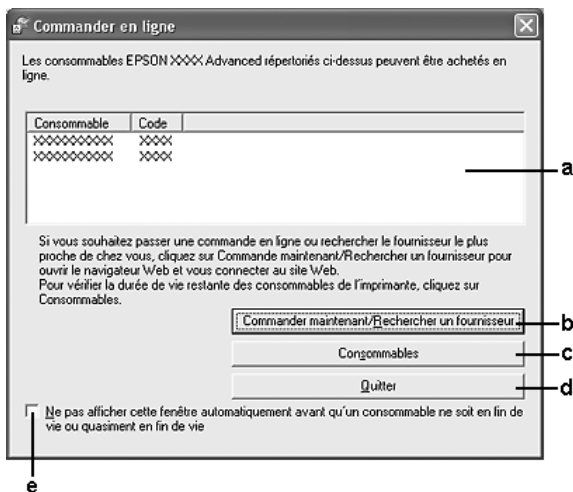 Commander en ligne
Les consommables EPSON XXXX Advanced répertoriés ci-dessus peuvent être achetés en
ligne.
Consommable Code
XXXXXXXXXX XXXX
XXXXXXXXXX XXXX
a
Si vous souhaitez passer une commande en ligne ou rechercher le fournisseur le plus
proche de chez vous, cliquez sur Commande maintenant/Rechercher un fournisseur pour
ouvrir le navigateur Web et vous connecter au site Web.
Pour vérifier la durée de vie restante des consommables de l'imprimante, cliquez sur
Consommables.
Commander maintenant/Rechercher un fournisseur
b
Consommables
c
Quitter
d
Ne pas afficher cette fenêtre automatiquement avant qu'un consommable ne soit en fin de
vie ou quasiment en fin de vie
e